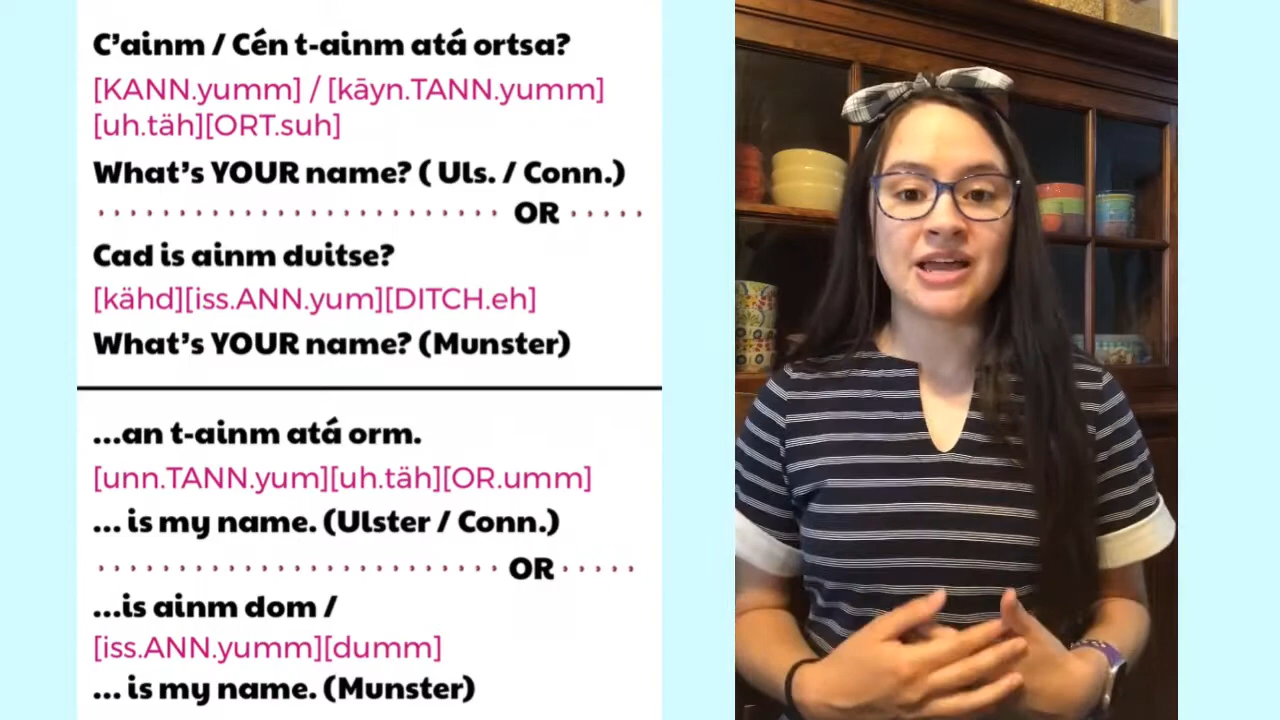 C'ainm / Cén t-ainm atá ortsa?
[KANN.yumm] / [kāyn.TANN.yumm]
[uh.täh][ORT.suh]
What's YOUR name? ( Uls. / Conn.)
OR
Cad is ainm duitse?
[kähd][iss.ANN.yum][DITCH.eh]
What's YOUR name? (Munster)
...an t-ainm atá orm.
[unn.TANN.yum][uh.täh][OR.umm]
... is my name. (Ulster / Conn.)
OR
...is ainm dom /
[iss.ANN.yumm][dumm]
... is my name. (Munster)